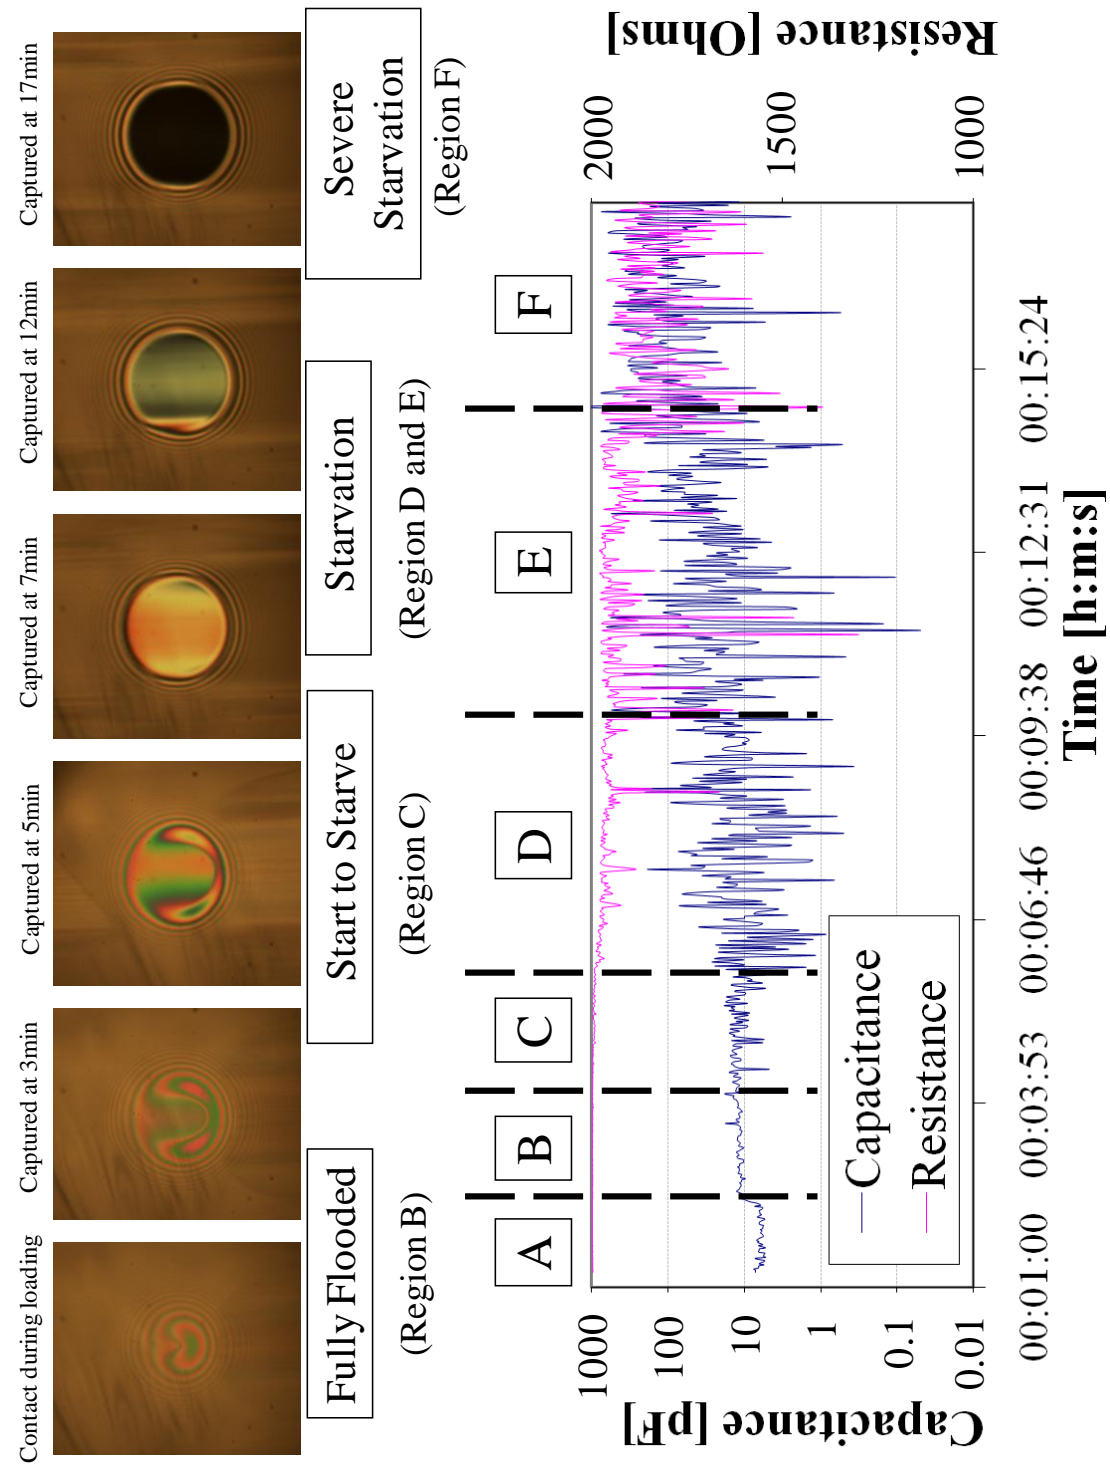 Contact during loading
Captured at 3min
Captured at 5min
Captured at 7min
Captured at 12min
Captured at 17min
Fully Flooded
(Region B)
Start to Starve
(Region C)
Starvation
(Region D and E)
Severe
Starvation
(Region F)
A
B
C
D
E
F
Capacitance [pF]
1000
100
10
1
0.1
0.01
Resistance [Ohms]
2000
1500
1000
Capacitance
Resistance
00:01:00
00:03:53
00:06:46
00:09:38
00:12:31
00:15:24
Time [h:m:s]